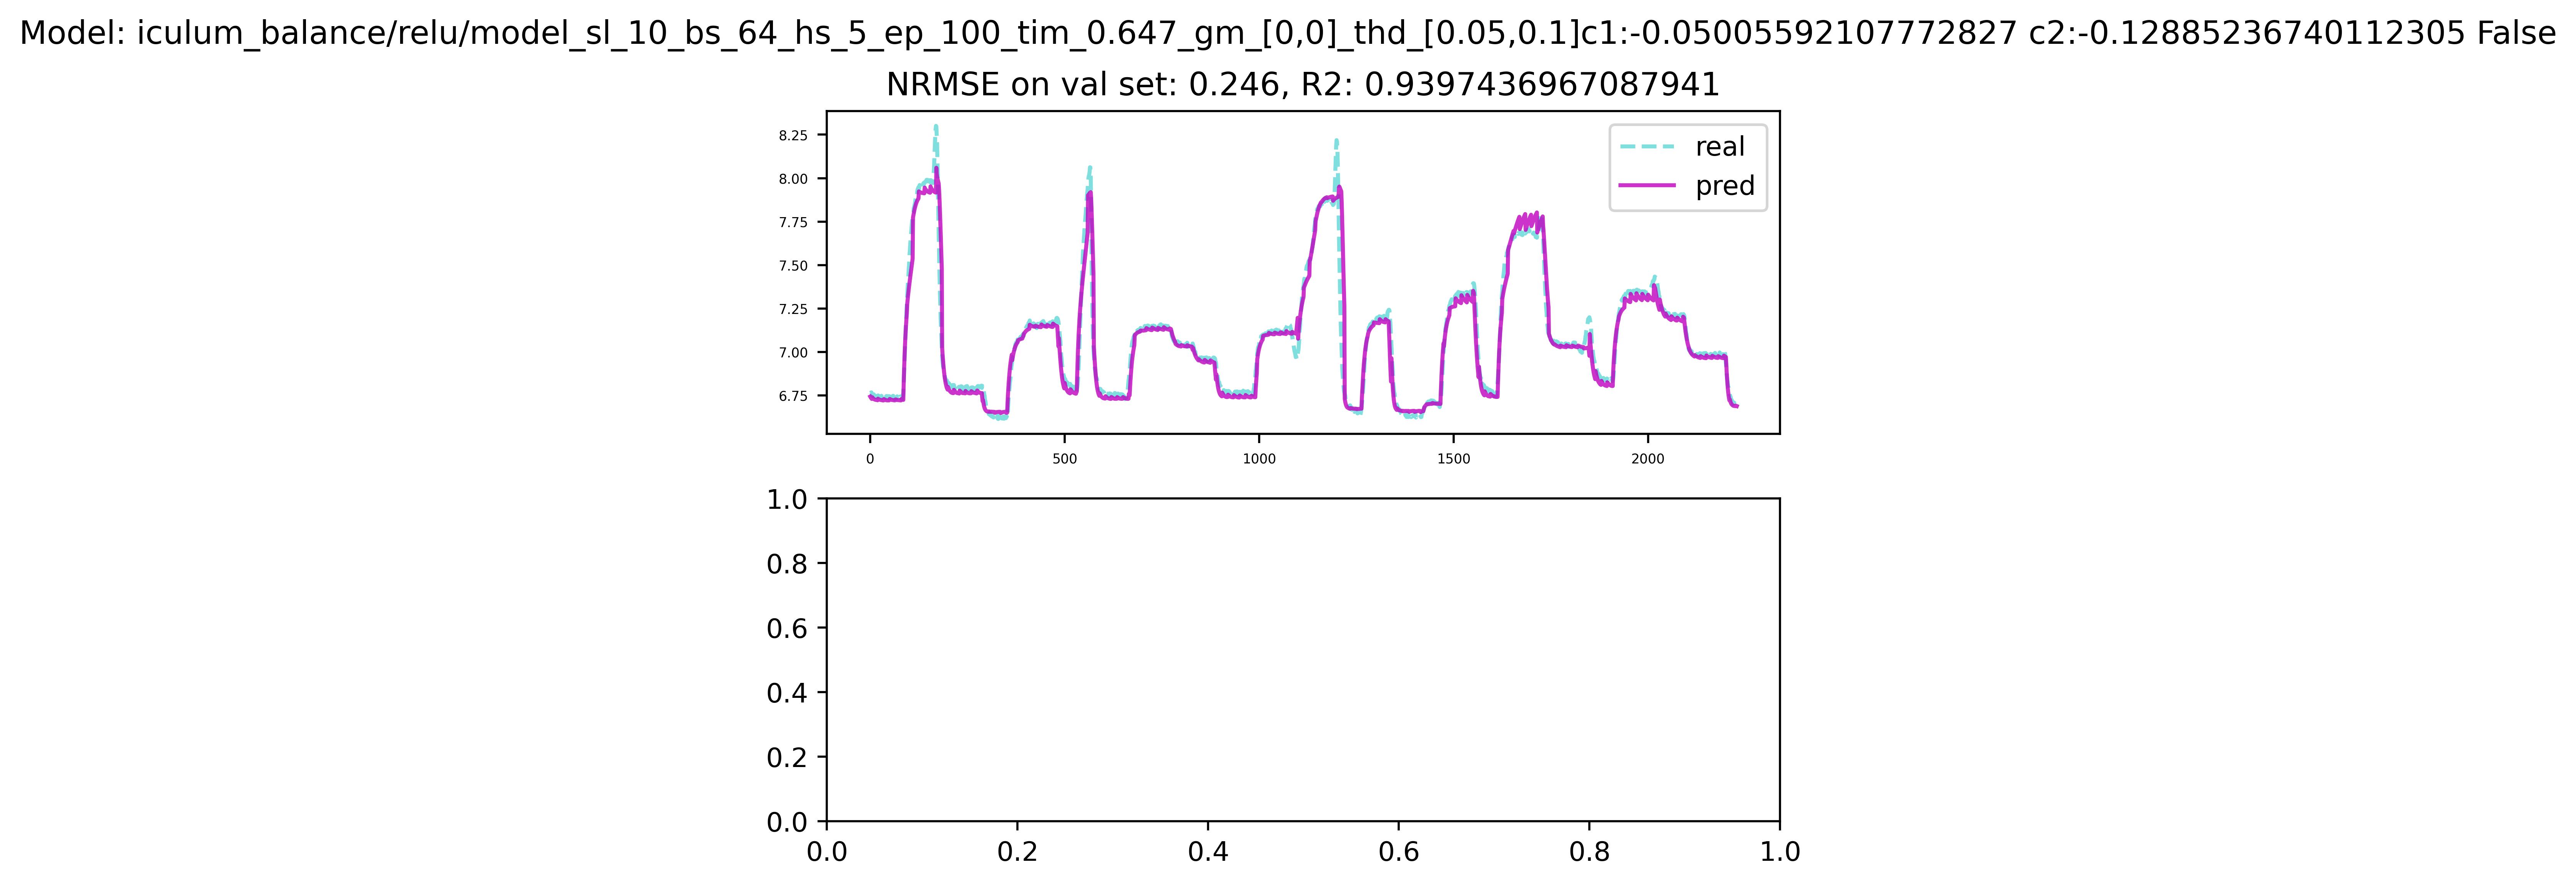 Model: iculum_balance/relu/model_sl_10_bs_64_hs_5_ep_100_tim_0.647_gm_[0,0]_thd_[0.05,0.1]c1:-0.05005592107772827 c2:-0.12885236740112305 False
NRMSE on val set: 0.246, R2: 0.9397436967087941
8.25
8.00
7.75
7.50
7.25
7.00
6.75
real
pred
0 500 1000 1500 2000
1.0
0.8
0.6
0.4
0.2
0.0
0.0 0.2 0.4 0.6 0.8 1.0